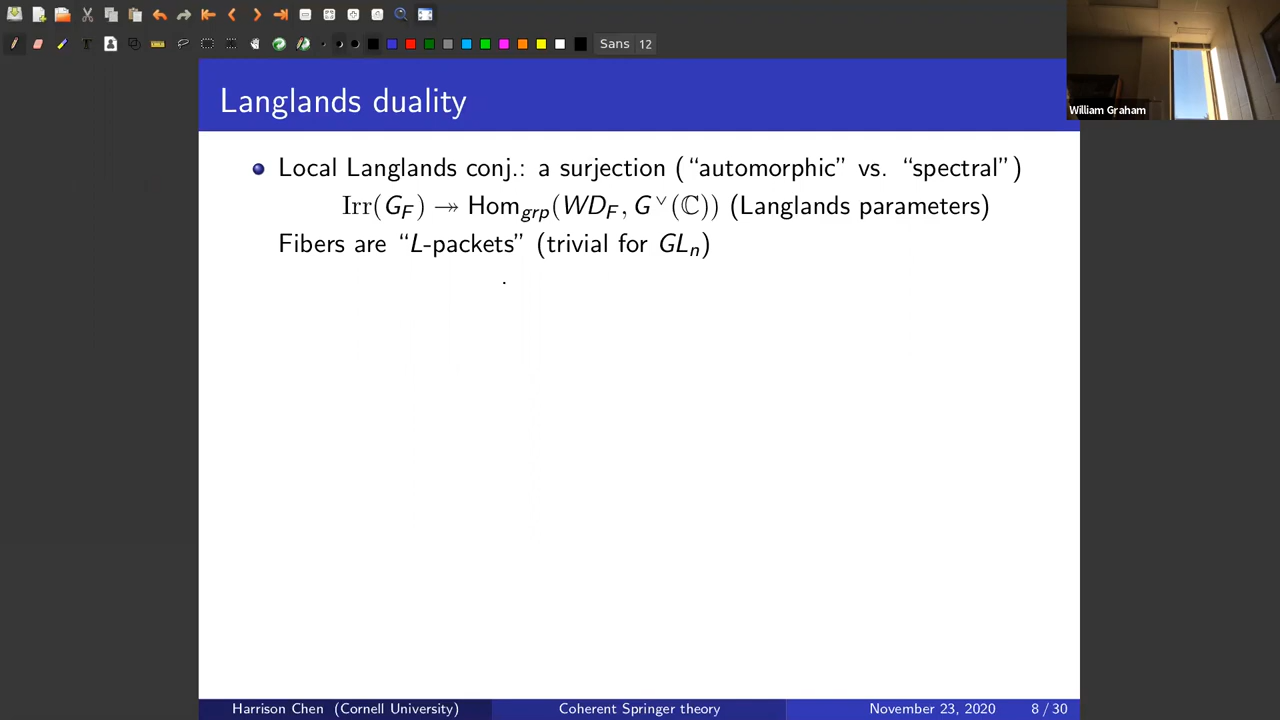 Sans 12
William Graham
Langlands duality
Local Langlands conj.: a surjection (“automorphic” vs. “spectral”)
Irr(G_F) ↠ Hom_grp(WD_F, G^∨(ℂ)) (Langlands parameters)
Fibers are “L-packets” (trivial for GL_n)
Harrison Chen (Cornell University) Coherent Springer theory November 23, 2020 8 / 30